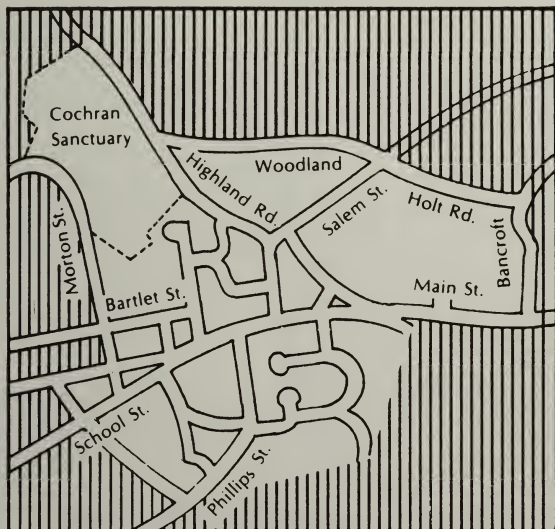 Cochran
Sanctuary
Woodland
Highland Rd.
Salem St.
Holt Rd.
Morton St.
Bancroft
Bartlet St.
Main St.
School St.
Phillips St.